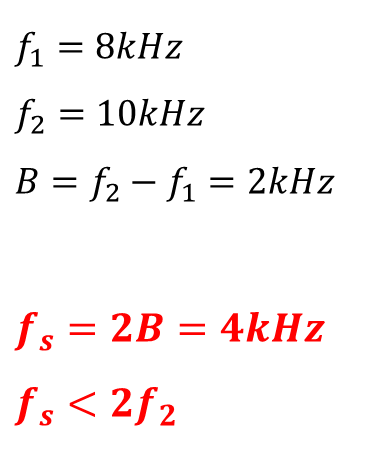 f₁ = 8kHz
f₂ = 10kHz
B = f₂ − f₁ = 2kHz
fₛ = 2B = 4kHz
fₛ < 2f₂